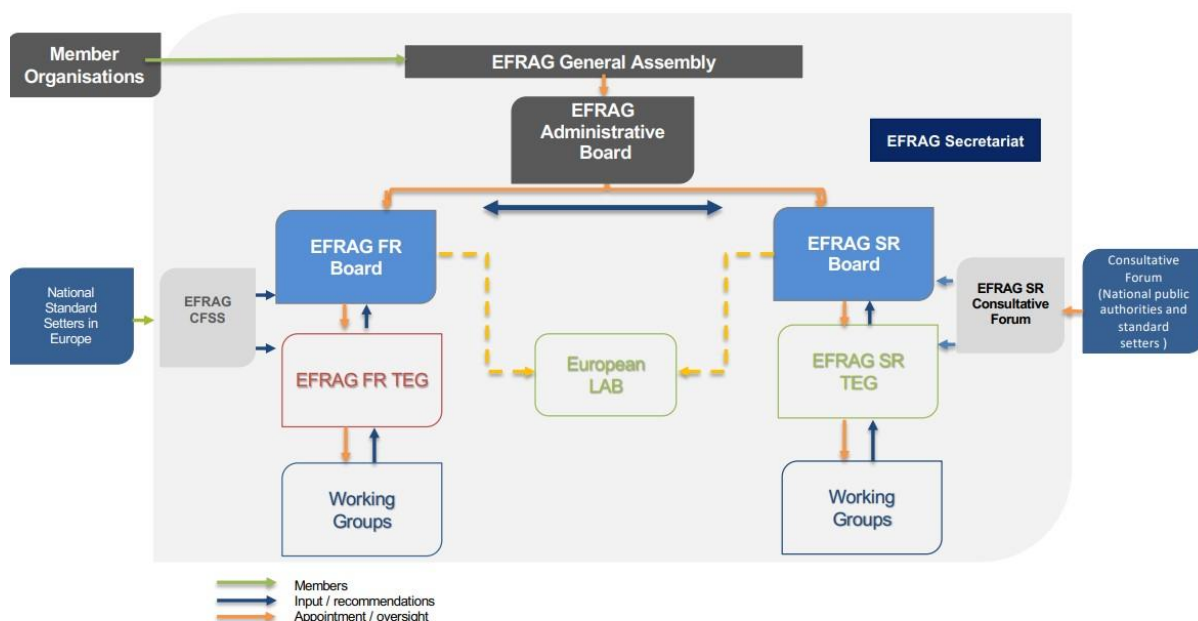 Member
Organisations
EFRAG General Assembly
EFRAG
Administrative
Board
EFRAG Secretariat
EFRAG FR
Board
EFRAG SR
Board
National
Standard
Setters in
Europe
EFRAG
CFSS
EFRAG SR
Consultative
Forum
Consultative
Forum
(National public
authorities and
standard
setters )
EFRAG FR TEG
European
LAB
EFRAG SR
TEG
Working
Groups
Working
Groups
Members
Input / recommendations
Appointment / oversight